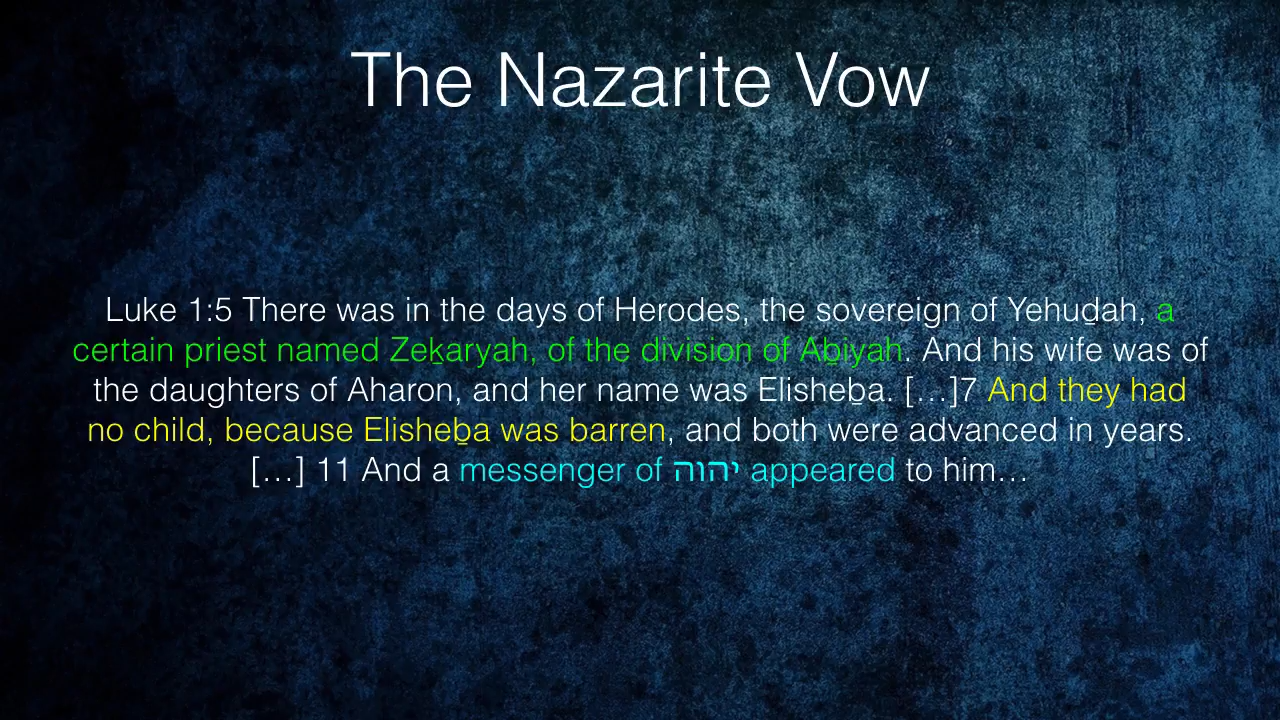 The Nazarite Vow
Luke 1:5 There was in the days of Herodes, the sovereign of Yehuḏah, a
certain priest named Zeḵaryah, of the division of Aḇiyah. And his wife was of
the daughters of Aharon, and her name was Elisheḇa. […]7 And they had
no child, because Elisheḇa was barren, and both were advanced in years.
[…] 11 And a messenger of יהוה appeared to him…